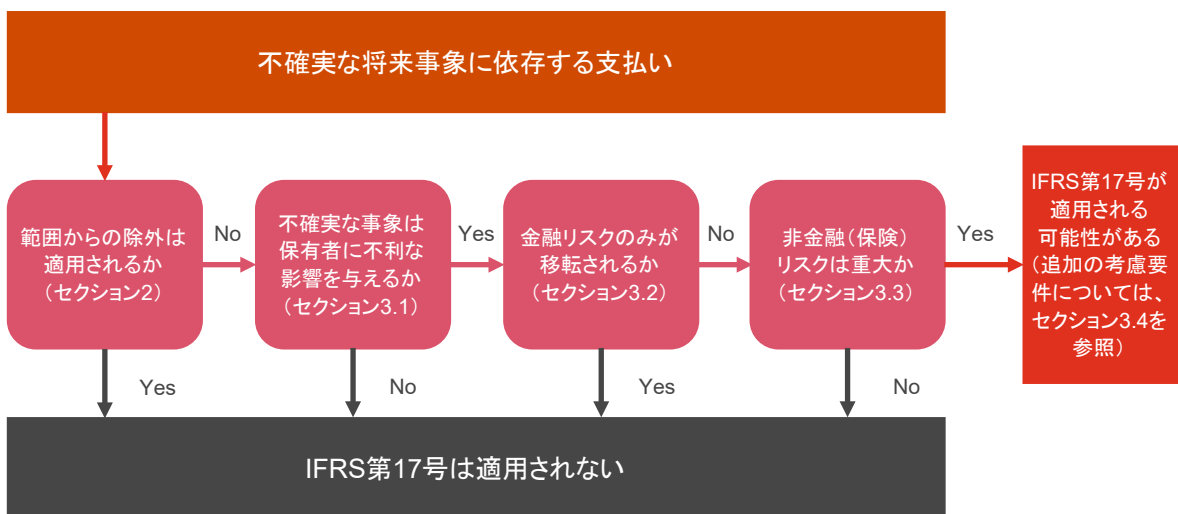 不確実な将来事象に依存する支払い
範囲からの除外は
適用されるか
（セクション2）
No
不確実な事象は
保有者に不利な
影響を与えるか
（セクション3.1）
Yes
金融リスクのみが
移転されるか
（セクション3.2）
No
非金融（保険）
リスクは重大か
（セクション3.3）
Yes
IFRS第17号が
適用される
可能性がある
（追加の考慮要
件については、
セクション3.4を
参照）
Yes
No
Yes
No
IFRS第17号は適用されない